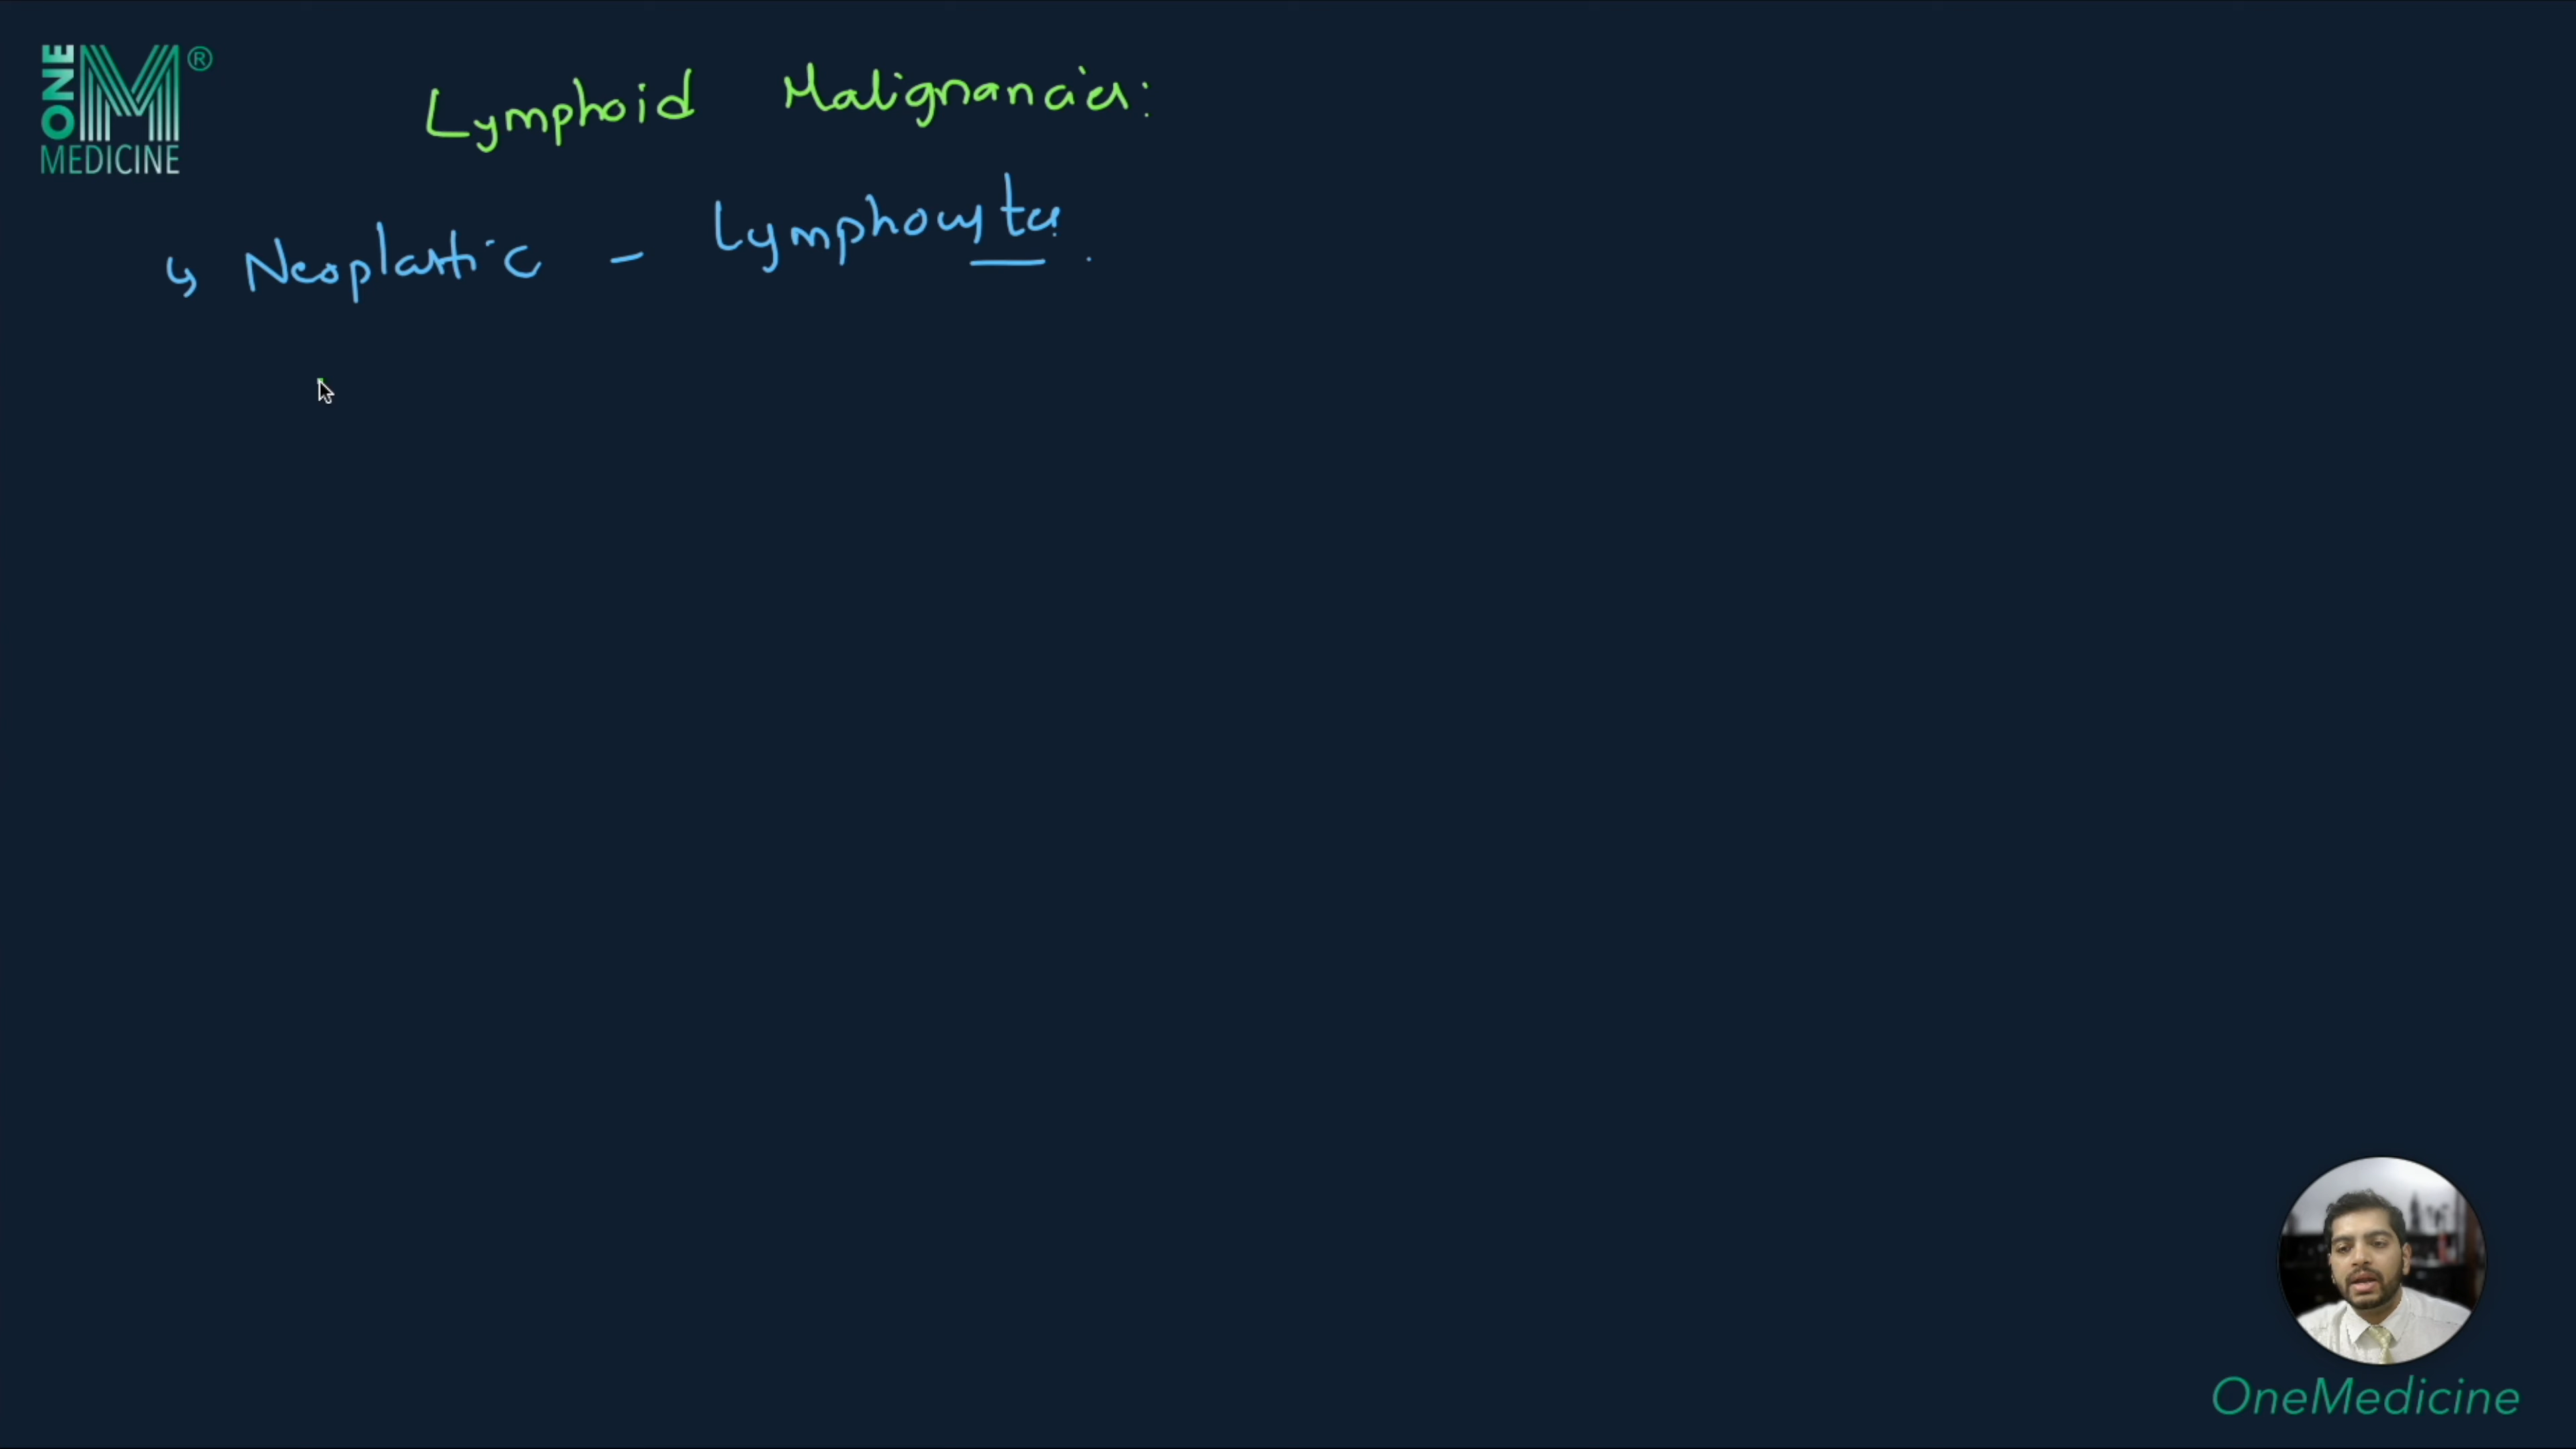 ONE M ®
MEDICINE
Lymphoid Malignancies:
↳ Neoplastic - Lymphocytes.
OneMedicine